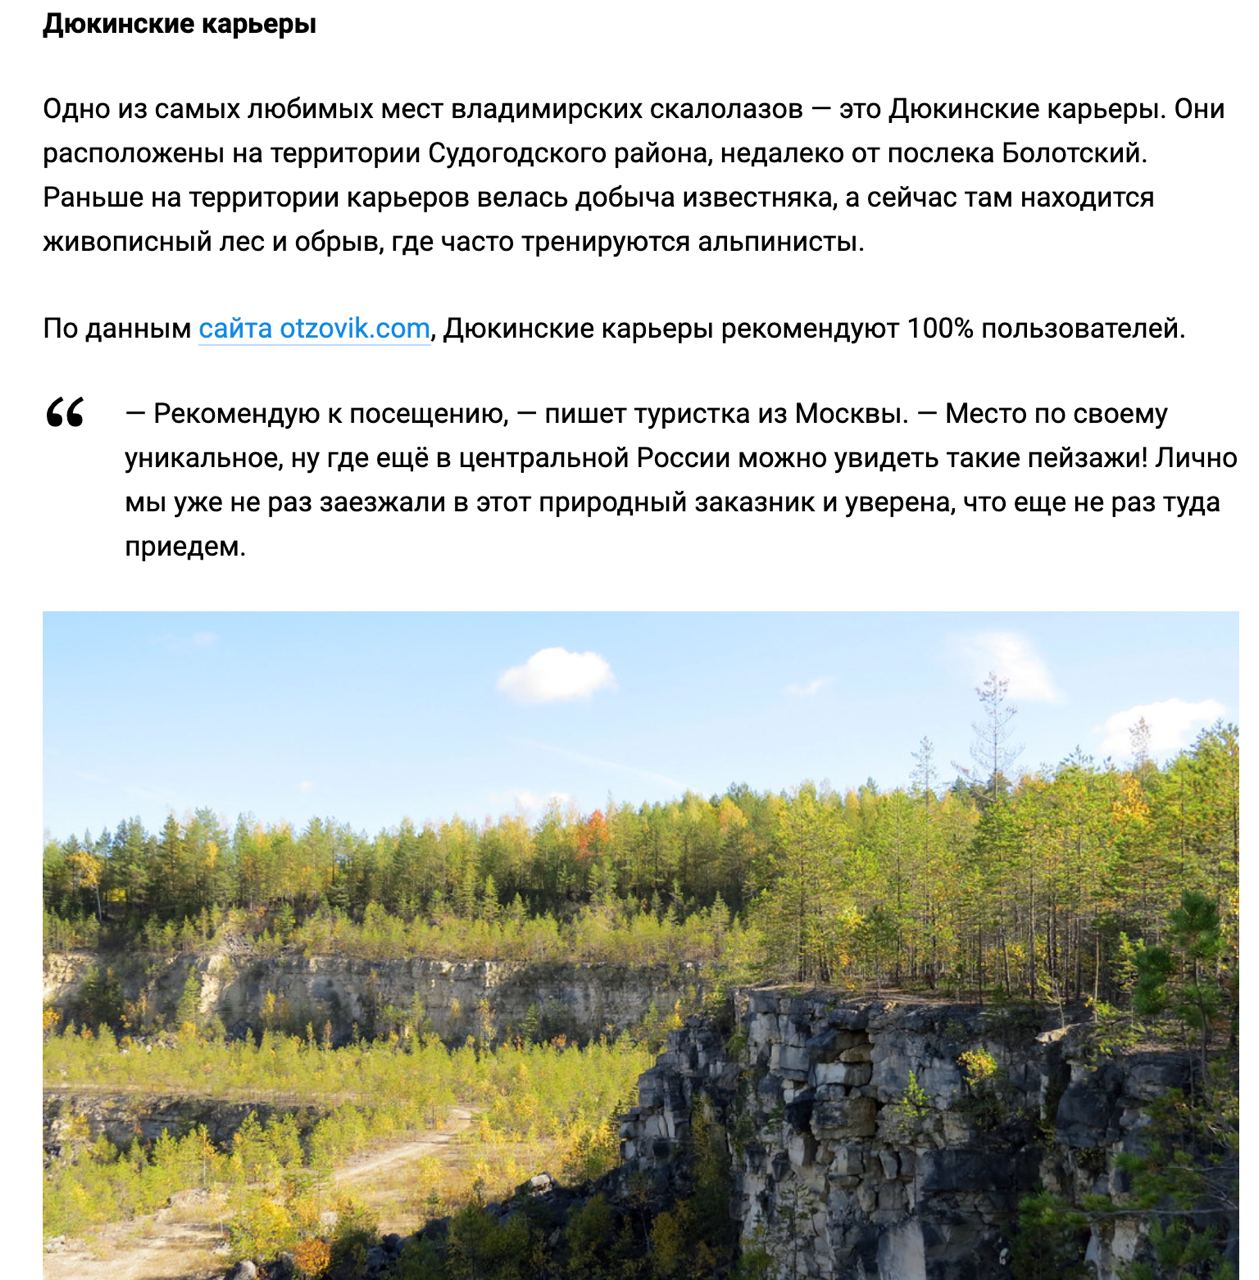 Дюкинские карьеры
Одно из самых любимых мест владимирских скалолазов — это Дюкинские карьеры. Они
расположены на территории Судогодского района, недалеко от послека Болотский.
Раньше на территории карьеров велась добыча известняка, а сейчас там находится
живописный лес и обрыв, где часто тренируются альпинисты.
По данным сайта otzovik.com, Дюкинские карьеры рекомендуют 100% пользователей.
“ — Рекомендую к посещению, — пишет туристка из Москвы. — Место по своему
уникальное, ну где ещё в центральной России можно увидеть такие пейзажи! Лично
мы уже не раз заезжали в этот природный заказник и уверена, что еще не раз туда
приедем.